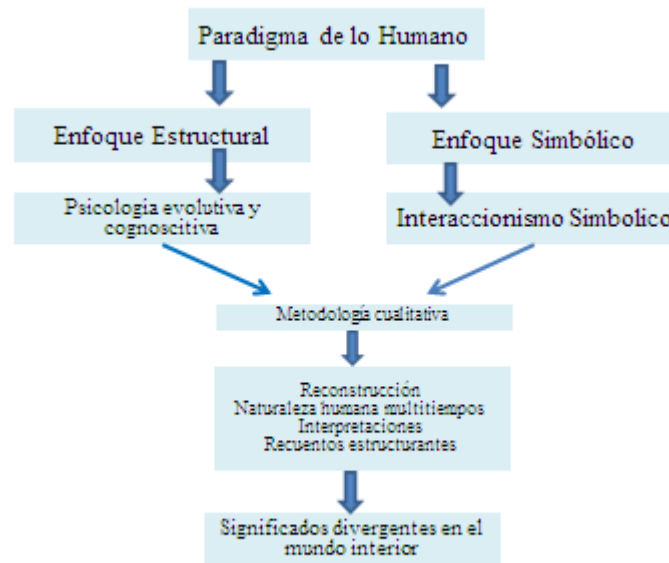 Paradigma de lo Humano
Enfoque Estructural
Enfoque Simbólico
Psicología evolutiva y
cognoscitiva
Interaccionismo Simbolico
Metodología cualitativa
Reconstrucción
Naturaleza humana multitiempos
Interpretaciones
Recuentos estructurantes
Significados divergentes en el
mundo interior